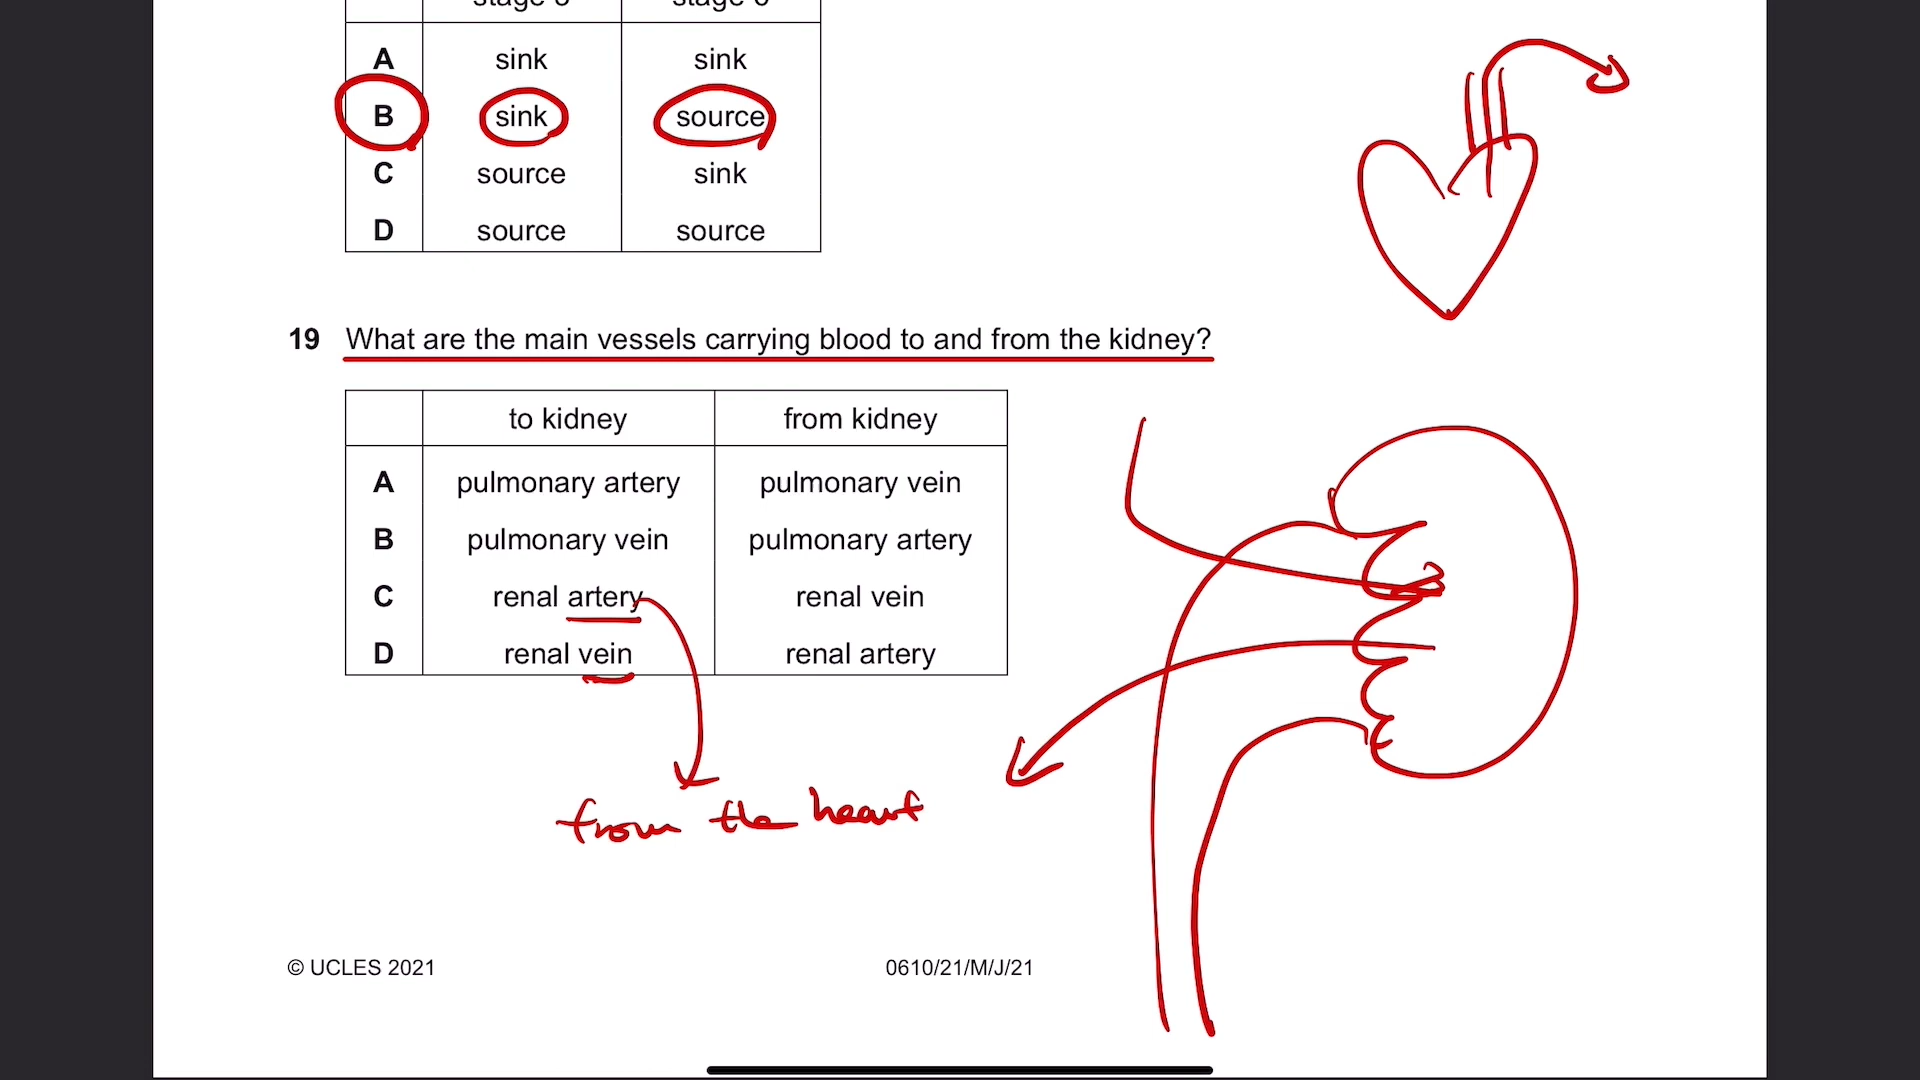 A sink sink
B sink source
C source sink
D source source
19 What are the main vessels carrying blood to and from the kidney?
to kidney from kidney
A pulmonary artery pulmonary vein
B pulmonary vein pulmonary artery
C renal artery renal vein
D renal vein renal artery
from the heart
© UCLES 2021 0610/21/M/J/21